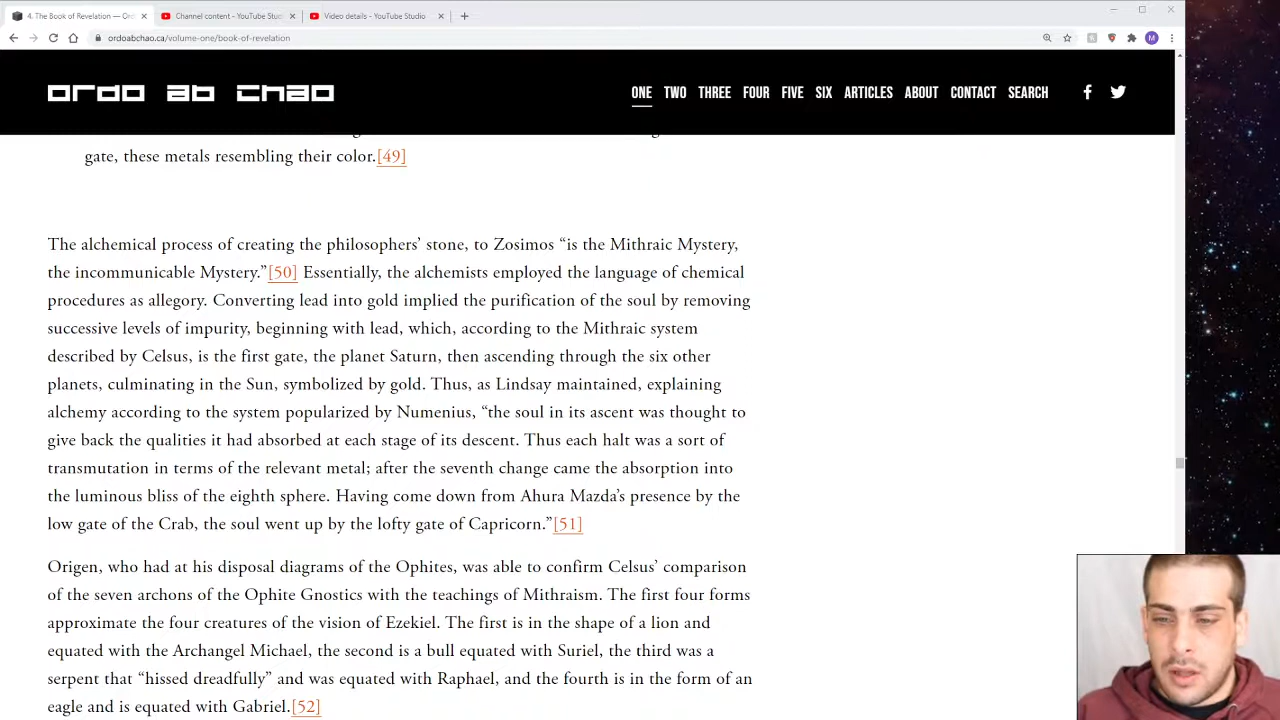 4. The Book of Revelation — Ord
Channel content - YouTube Stud
Video details - YouTube Studio
ordoabchao.ca/volume-one/book-of-revelation
ordo ab chao
ONE TWO THREE FOUR FIVE SIX ARTICLES ABOUT CONTACT SEARCH
gate, these metals resembling their color.[49]
The alchemical process of creating the philosophers’ stone, to Zosimos “is the Mithraic Mystery,
the incommunicable Mystery.”[50] Essentially, the alchemists employed the language of chemical
procedures as allegory. Converting lead into gold implied the purification of the soul by removing
successive levels of impurity, beginning with lead, which, according to the Mithraic system
described by Celsus, is the first gate, the planet Saturn, then ascending through the six other
planets, culminating in the Sun, symbolized by gold. Thus, as Lindsay maintained, explaining
alchemy according to the system popularized by Numenius, “the soul in its ascent was thought to
give back the qualities it had absorbed at each stage of its descent. Thus each halt was a sort of
transmutation in terms of the relevant metal; after the seventh change came the absorption into
the luminous bliss of the eighth sphere. Having come down from Ahura Mazda’s presence by the
low gate of the Crab, the soul went up by the lofty gate of Capricorn.”[51]
Origen, who had at his disposal diagrams of the Ophites, was able to confirm Celsus’ comparison
of the seven archons of the Ophite Gnostics with the teachings of Mithraism. The first four forms
approximate the four creatures of the vision of Ezekiel. The first is in the shape of a lion and
equated with the Archangel Michael, the second is a bull equated with Suriel, the third was a
serpent that “hissed dreadfully” and was equated with Raphael, and the fourth is in the form of an
eagle and is equated with Gabriel.[52]